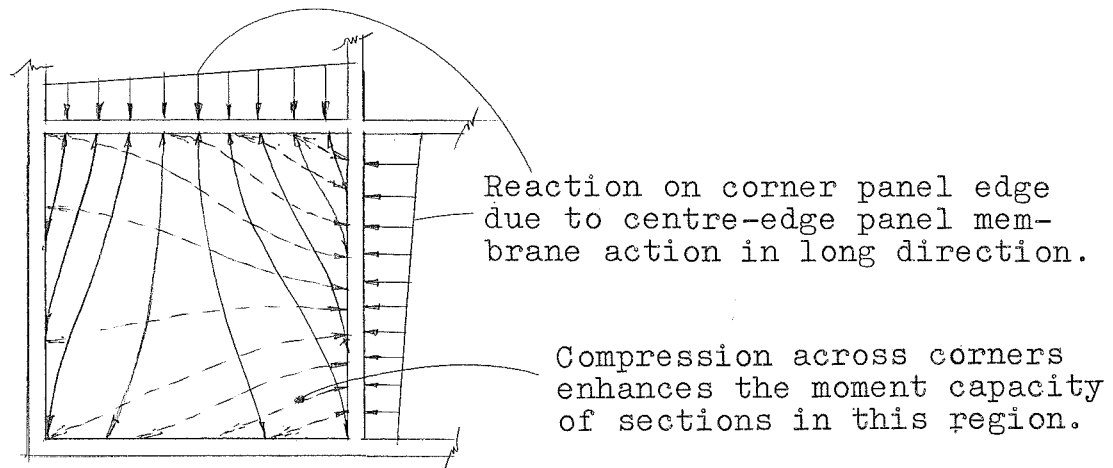 Reaction on corner panel edge
due to centre-edge panel mem-
brane action in long direction.
Compression across corners
enhances the moment capacity
of sections in this region.